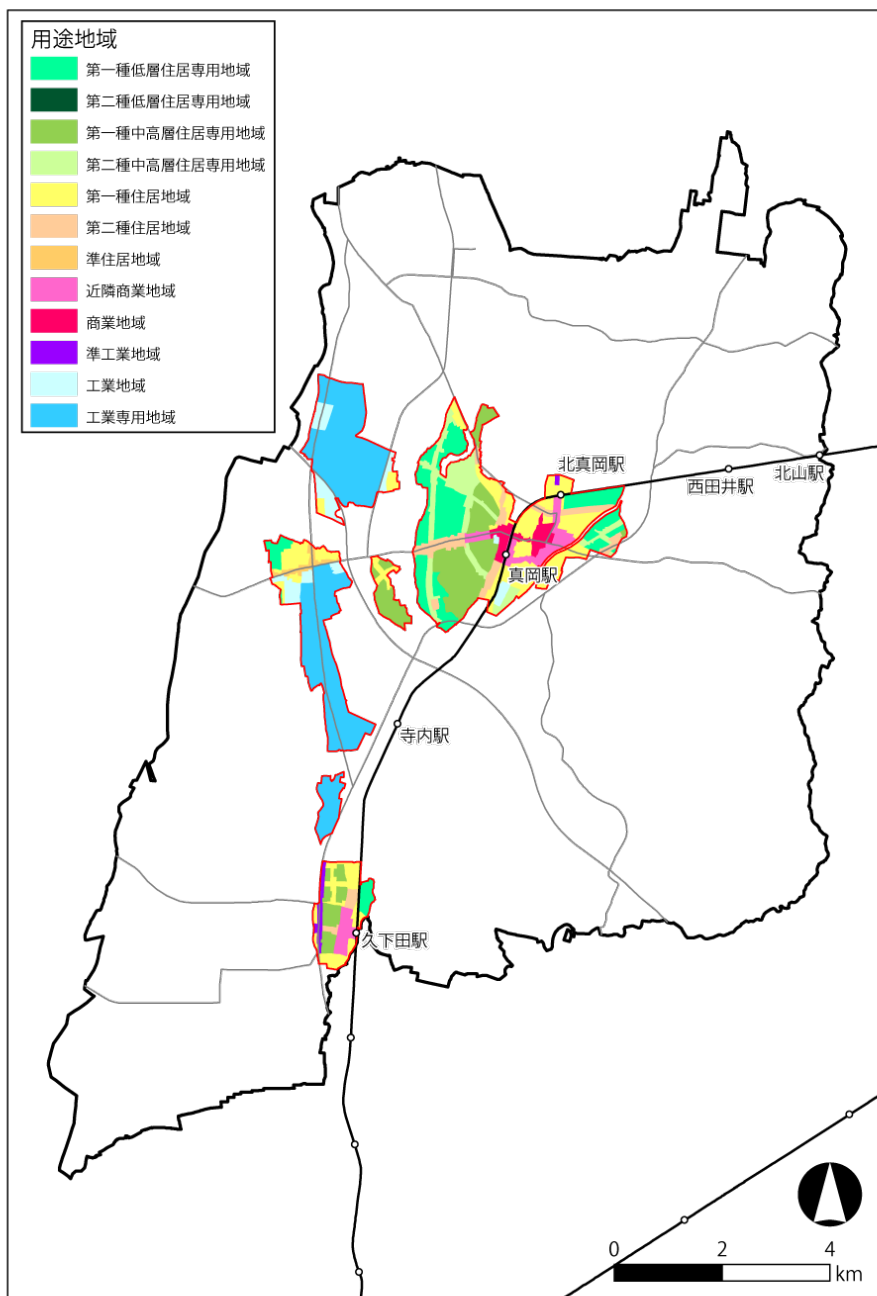 用途地域
第一種低層住居専用地域
第二種低層住居専用地域
第一種中高層住居専用地域
第二種中高層住居専用地域
第一種住居地域
第二種住居地域
準住居地域
近隣商業地域
商業地域
準工業地域
工業地域
工業専用地域
北真岡駅
西田井駅
北山駅
真岡駅
寺内駅
久下田駅
0 2 4
km